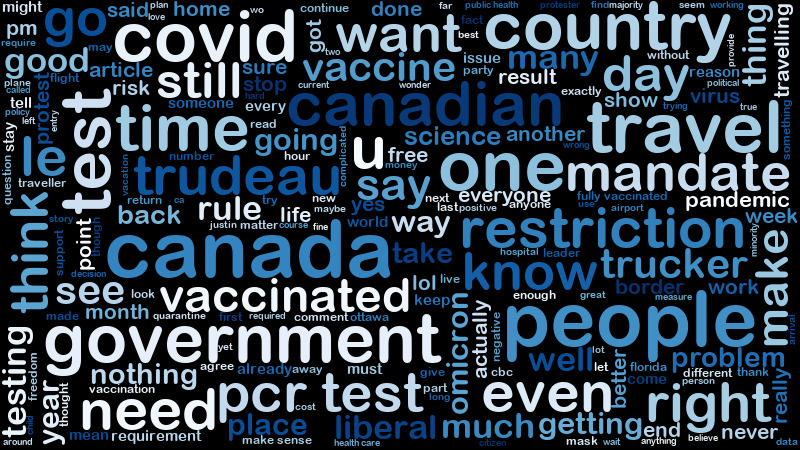 might
go
said
plan
love
home
wo
continue
done
far
public health
protester
find
majority
seem
working
pm
require
covid
got
two
want
fact
best
country
provide
thing
travelling
good
may
article
flight
still
sure
stop
hard
vaccine
current
issue
party
many
result
without
day
reason
political
plane
called
tell
policy
left
protest
entry
test
risk
someone
every
canadian
wonder
exactly
show
trying
virus
true
something
stay
le
time
read
going
hour
complicated
u
free
money
science
another
wrong
travel
question
traveller
vacation
number
trudeau
say
one
mandate
think
story
support
return
ca
try
new
maybe
yes
next
last
positive
everyone
anyone
fully vaccinated
use
airport
pandemic
week
point
though
decision
back
rule
justin
matter
life
course
fine
world
way
restriction
minority
canada
take
hospital
leader
know
trucker
make
see
look
vaccinated
lol
live
keep
enough
great
border
measure
work
made
month
quarantine
first
required
comment
ottawa
omicron
actually
negative
people
arrival
testing
freedom
child
government
yet
nothing
agree
already
away
must
give
cbc
well
lot
let
better
florida
come
problem
different
person
thank
really
around
year
thought
vaccination
need
pcr test
cost
part
long
even
right
mean
requirement
place
make sense
liberal
health care
much
citizen
getting
mask
wait
end
anything
believe
never
data